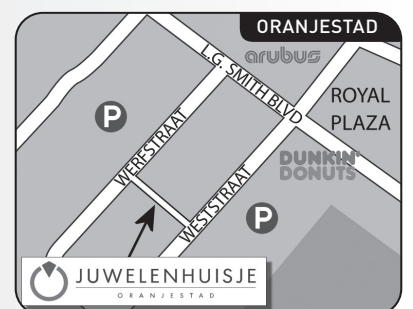 ORANJESTAD
arubus
L.G. SMITH BLVD
ROYAL
PLAZA
P
WERFSTRAAT
DUNKIN'
DONUTS
WESTSTRAAT
P
JUWELENHUISJE
ORANJESTAD